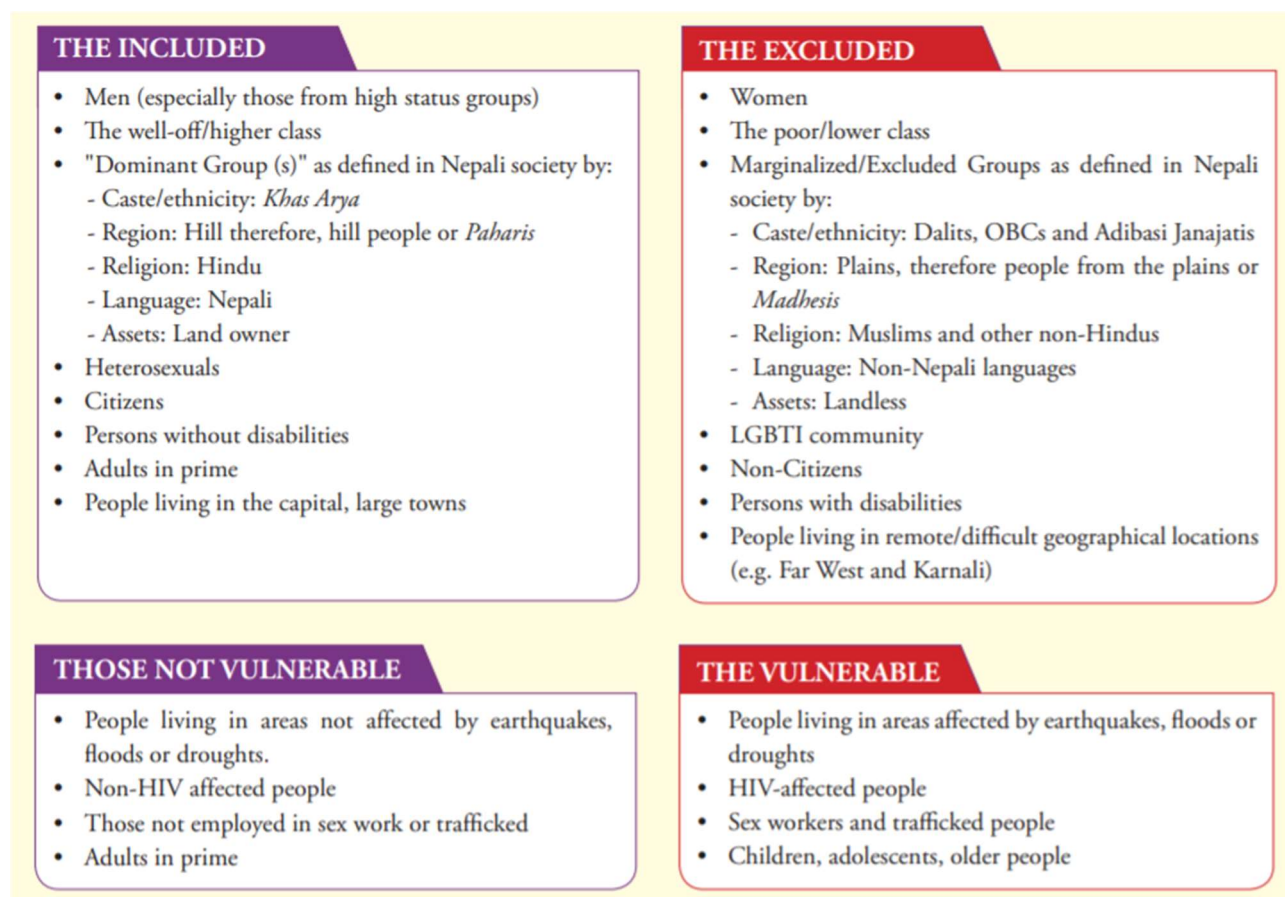 THE INCLUDED
• Men (especially those from high status groups)
• The well-off/higher class
• "Dominant Group (s)" as defined in Nepali society by:
- Caste/ethnicity: Khas Arya
- Region: Hill therefore, hill people or Paharis
- Religion: Hindu
- Language: Nepali
- Assets: Land owner
• Heterosexuals
• Citizens
• Persons without disabilities
• Adults in prime
• People living in the capital, large towns
THE EXCLUDED
• Women
• The poor/lower class
• Marginalized/Excluded Groups as defined in Nepali
society by:
- Caste/ethnicity: Dalits, OBCs and Adibasi Janajatis
- Region: Plains, therefore people from the plains or
Madhesis
- Religion: Muslims and other non-Hindus
- Language: Non-Nepali languages
- Assets: Landless
• LGBTI community
• Non-Citizens
• Persons with disabilities
• People living in remote/difficult geographical locations
(e.g. Far West and Karnali)
THOSE NOT VULNERABLE
• People living in areas not affected by earthquakes,
floods or droughts.
• Non-HIV affected people
• Those not employed in sex work or trafficked
• Adults in prime
THE VULNERABLE
• People living in areas affected by earthquakes, floods or
droughts
• HIV-affected people
• Sex workers and trafficked people
• Children, adolescents, older people